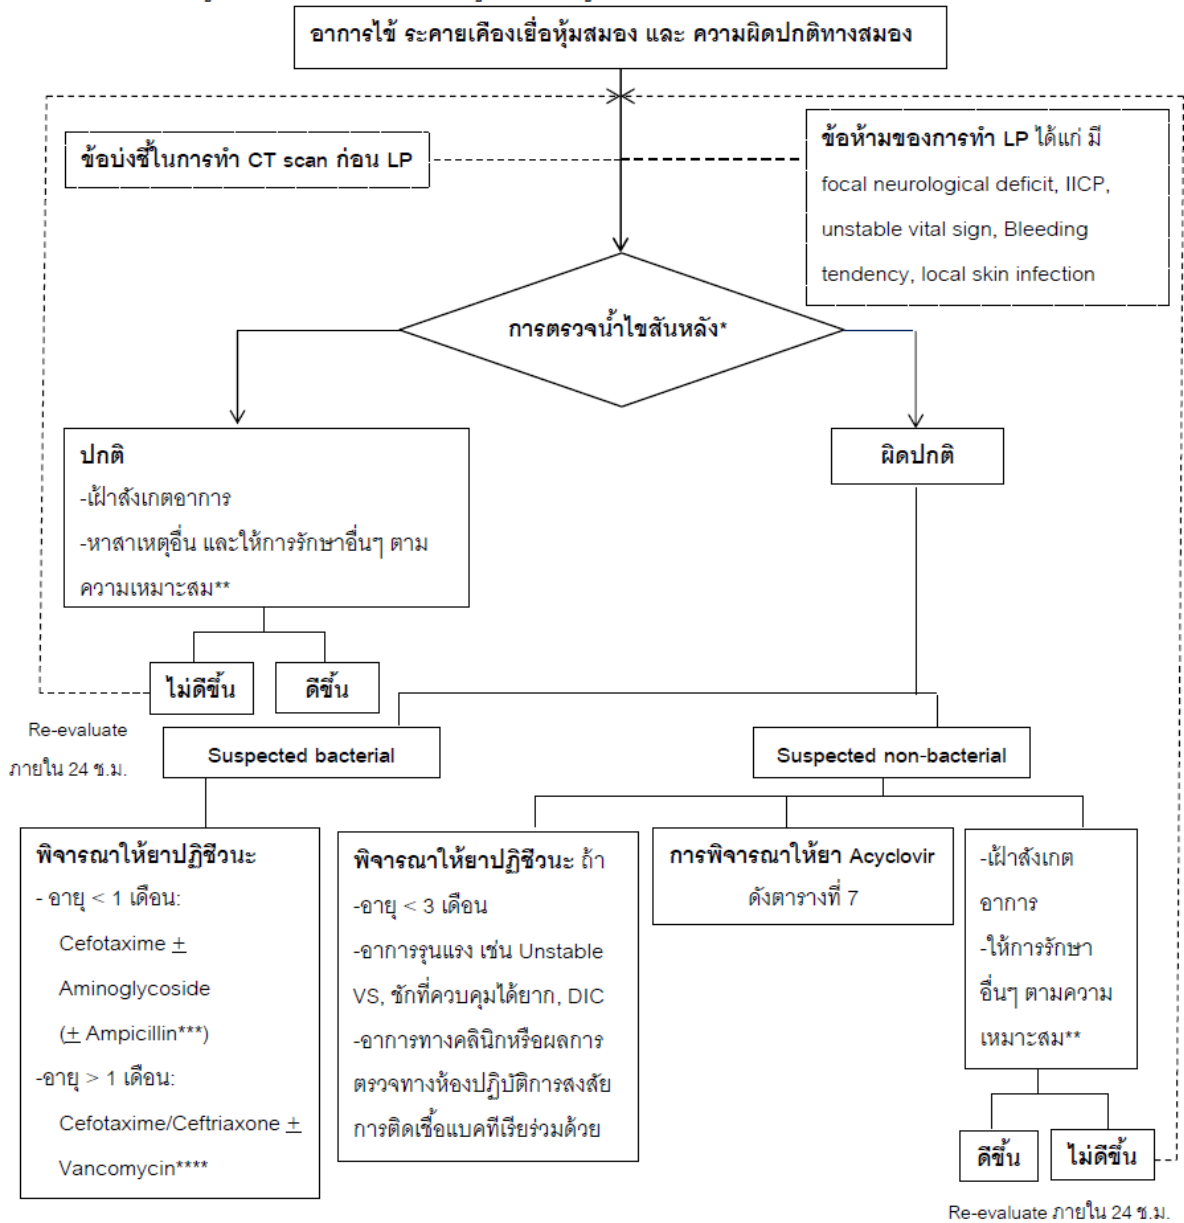 อาการไข้ ระคายเคืองเยื่อหุ้มสมอง และ ความผิดปกติทางสมอง
ข้อบ่งชี้ในการทำ CT scan ก่อน LP
ข้อห้ามของการทำ LP ได้แก่ มี
focal neurological deficit, IICP,
unstable vital sign, Bleeding
tendency, local skin infection
การตรวจน้ำไขสันหลัง*
ปกติ
-เฝ้าสังเกตอาการ
-หาสาเหตุอื่น และให้การรักษาอื่นๆ ตาม
ความเหมาะสม**
ผิดปกติ
ไม่ดีขึ้น
ดีขึ้น
Re-evaluate
ภายใน 24 ช.ม.
Suspected bacterial
Suspected non-bacterial
พิจารณาให้ยาปฏิชีวนะ
- อายุ < 1 เดือน:
Cefotaxime ±
Aminoglycoside
(± Ampicillin***)
-อายุ > 1 เดือน:
Cefotaxime/Ceftriaxone ±
Vancomycin****
พิจารณาให้ยาปฏิชีวนะ ถ้า
-อายุ < 3 เดือน
-อาการรุนแรง เช่น Unstable
VS, ชักที่ควบคุมได้ยาก, DIC
-อาการทางคลินิกหรือผลการ
ตรวจทางห้องปฏิบัติการสงสัย
การติดเชื้อแบคทีเรียร่วมด้วย
การพิจารณาให้ยา Acyclovir
ดังตารางที่ 7
-เฝ้าสังเกต
อาการ
-ให้การรักษา
อื่นๆ ตามความ
เหมาะสม**
ดีขึ้น
ไม่ดีขึ้น
Re-evaluate ภายใน 24 ช.ม.